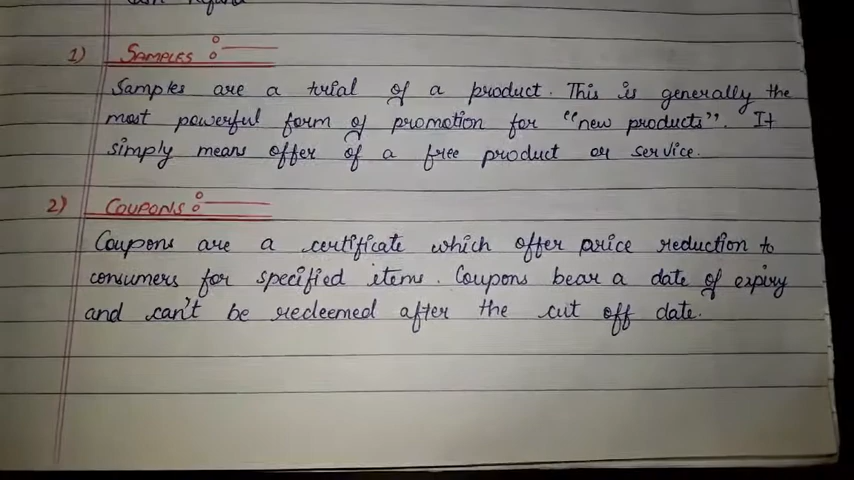 1) SAMPLES :-
Samples are a trial of a product. This is generally the
most powerful form of promotion for "new products". It
simply means offer of a free product or service.
2) COUPONS :-
Coupons are a certificate which offer price reduction to
consumers for specified items. Coupons bear a date of expiry
and can't be redeemed after the cut off date.